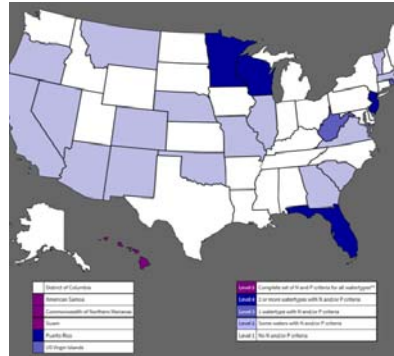 District of Columbia
American Samoa
Commonwealth of Northern Marianas
Guam
Puerto Rico
US Virgin Islands
Level 5 Complete set of N and P criteria for all watertypes**
Level 4 2 or more watertypes with N and/or P criteria
Level 3 1 watertype with N and/or P criteria
Level 2 Some waters with N and/or P criteria
Level 1 No N and/or P criteria